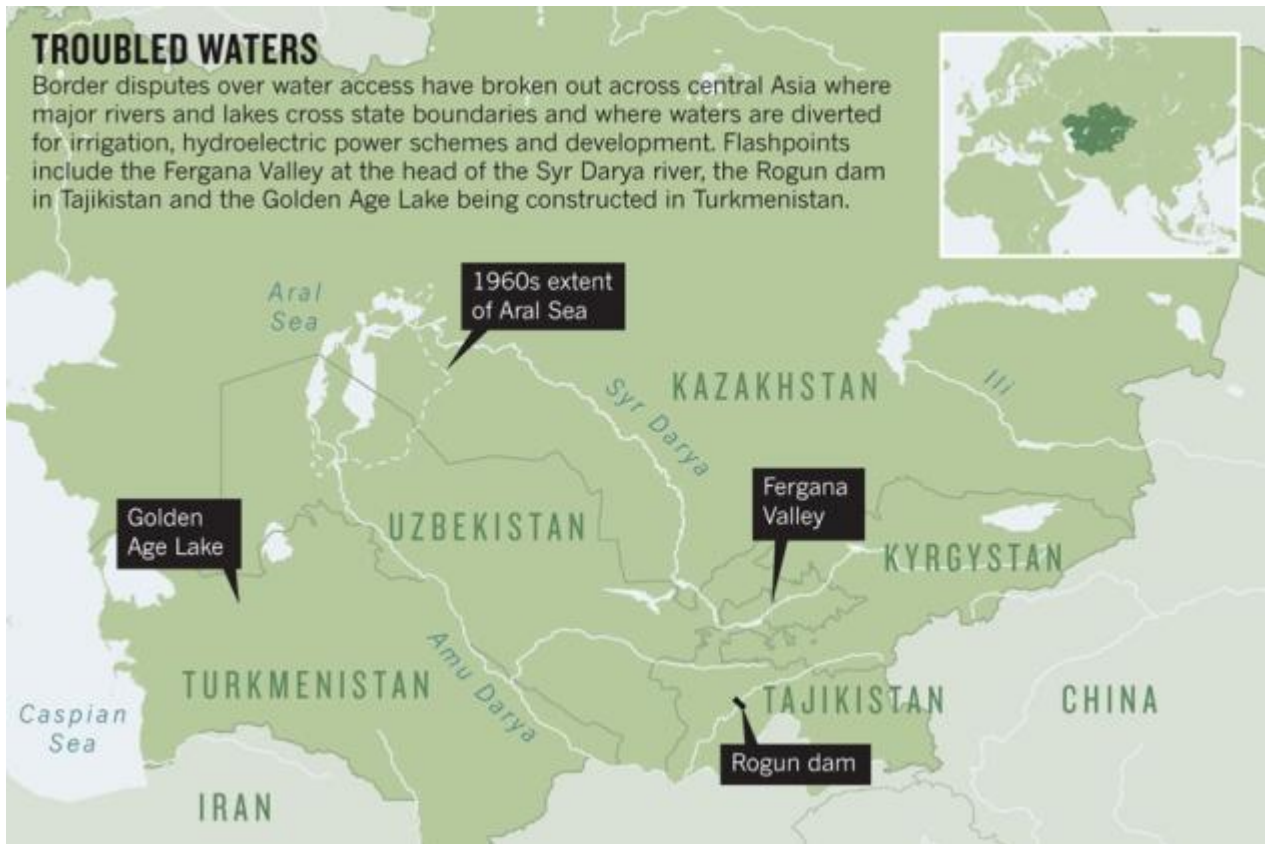 TROUBLED WATERS
Border disputes over water access have broken out across central Asia where
major rivers and lakes cross state boundaries and where waters are diverted
for irrigation, hydroelectric power schemes and development. Flashpoints
include the Fergana Valley at the head of the Syr Darya river, the Rogun dam
in Tajikistan and the Golden Age Lake being constructed in Turkmenistan.
Aral
Sea
1960s extent
of Aral Sea
KAZAKHSTAN
Ili
Syr Darya
Fergana
Valley
Golden
Age Lake
UZBEKISTAN
KYRGYSTAN
Amu Darya
TURKMENISTAN
TAJIKISTAN
CHINA
Caspian
Sea
Rogun dam
IRAN